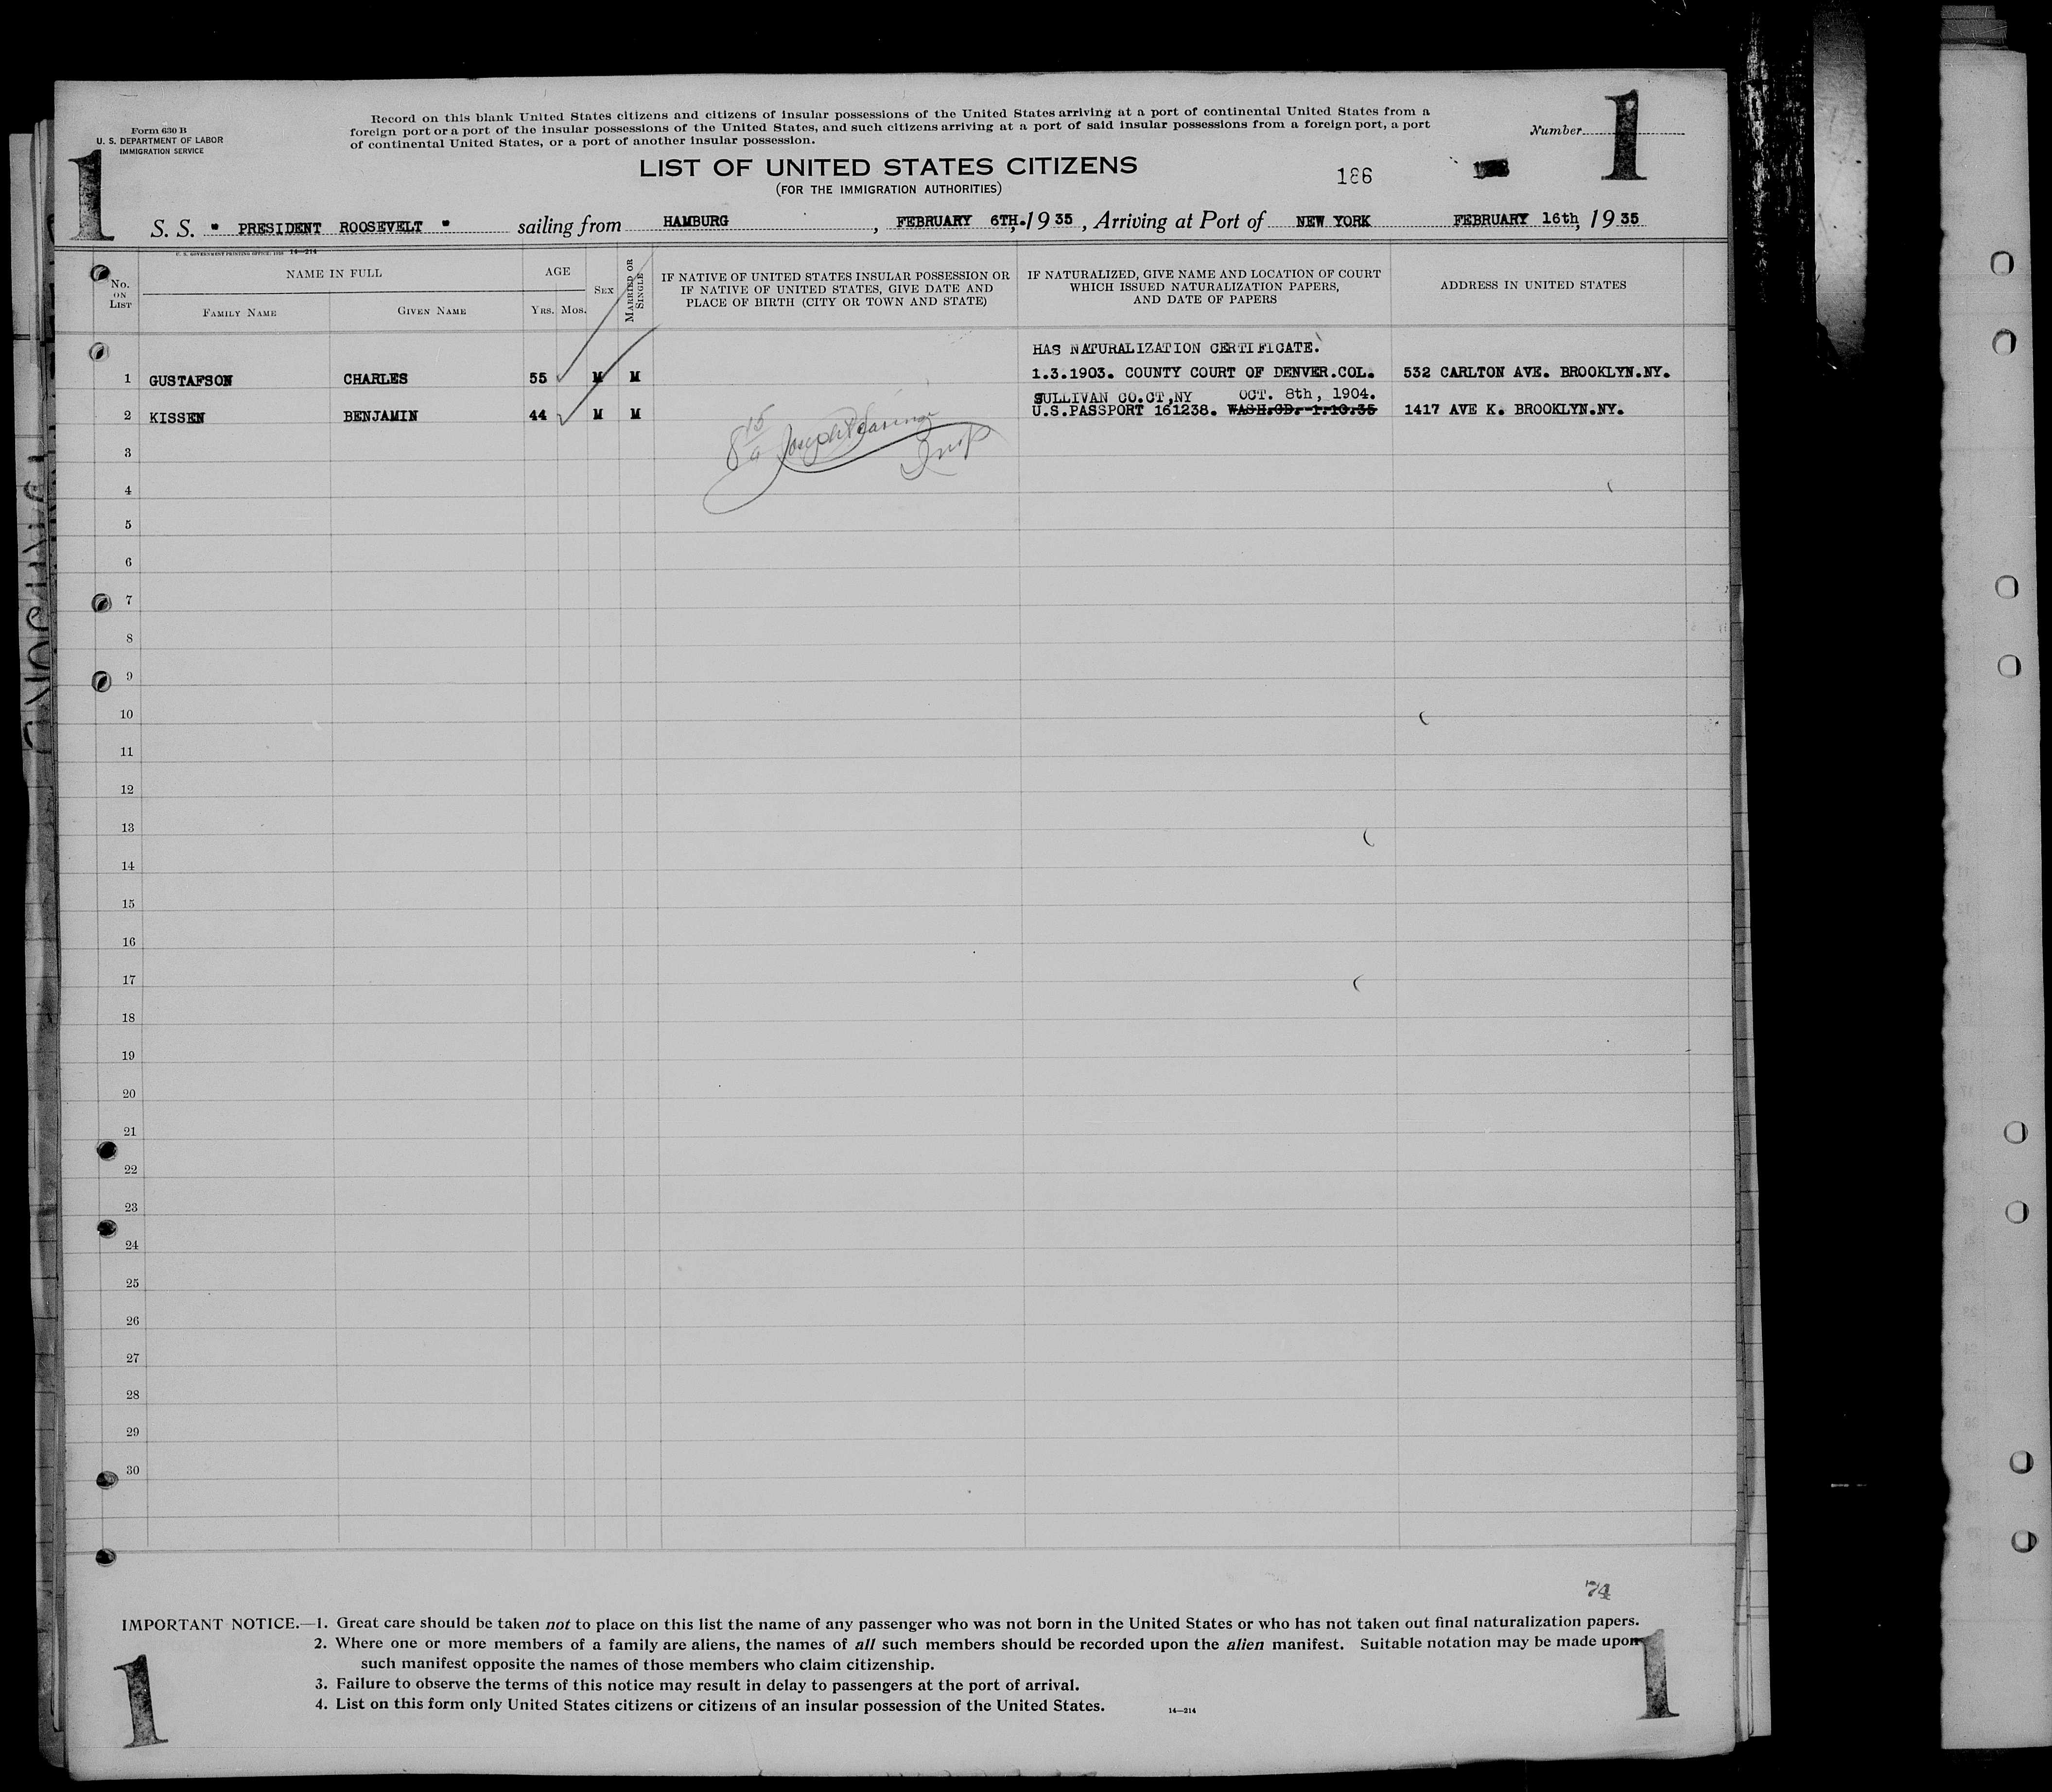 Form 630 B
U. S. DEPARTMENT OF LABOR
IMMIGRATION SERVICE
1
Record on this blank United States citizens and citizens of insular possessions of the United States arriving at a port of continental United States from a
foreign port or a port of the insular possessions of the United States, and such citizens arriving at a port of said insular possessions from a foreign port, a port
of continental United States, or a port of another insular possession.
Number 1
LIST OF UNITED STATES CITIZENS
(FOR THE IMMIGRATION AUTHORITIES)
186
S. S. " PRESIDENT ROOSEVELT " sailing from HAMBURG, FEBRUARY 6TH. 1935, Arriving at Port of NEW YORK FEBRUARY 16th, 1935
14—214
No. ON LIST
NAME IN FULL
FAMILY NAME
GIVEN NAME
AGE
YRS. MOS.
SEX
MARRIED OR SINGLE
IF NATIVE OF UNITED STATES INSULAR POSSESSION OR
IF NATIVE OF UNITED STATES, GIVE DATE AND
PLACE OF BIRTH (CITY OR TOWN AND STATE)
IF NATURALIZED, GIVE NAME AND LOCATION OF COURT
WHICH ISSUED NATURALIZATION PAPERS,
AND DATE OF PAPERS
ADDRESS IN UNITED STATES
HAS NATURALIZATION CERTIFICATE.
1 GUSTAFSON CHARLES 55 M M 1.3.1903. COUNTY COURT OF DENVER.COL. 532 CARLTON AVE. BROOKLYN.NY.
SULLIVAN CO.CT,NY OCT. 8th, 1904.
2 KISSEN BENJAMIN 44 M M U.S.PASSPORT 161238. 1417 AVE K. BROOKLYN.NY.
3
4
5
6
7
8
9
10
11
12
13
14
15
16
17
18
19
20
21
22
23
24
25
26
27
28
29
30
74
IMPORTANT NOTICE.—1. Great care should be taken not to place on this list the name of any passenger who was not born in the United States or who has not taken out final naturalization papers.
2. Where one or more members of a family are aliens, the names of all such members should be recorded upon the alien manifest. Suitable notation may be made upon
such manifest opposite the names of those members who claim citizenship.
3. Failure to observe the terms of this notice may result in delay to passengers at the port of arrival.
4. List on this form only United States citizens or citizens of an insular possession of the United States.
14—214
1
1